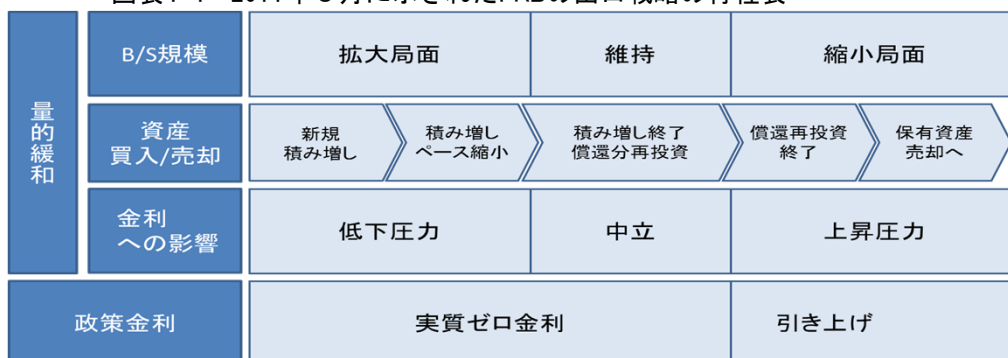 B/S規模
拡大局面
維持
縮小局面
量的緩和
資産
買入/売却
新規
積み増し
積み増し
ペース縮小
積み増し終了
償還分再投資
償還再投資
終了
保有資産
売却へ
金利
への影響
低下圧力
中立
上昇圧力
政策金利
実質ゼロ金利
引き上げ